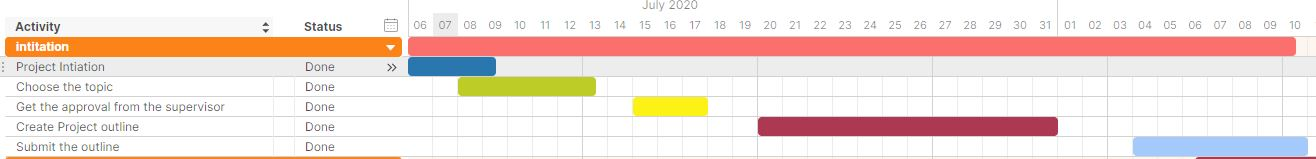 July 2020
Activity Status 06 07 08 09 10 11 12 13 14 15 16 17 18 19 20 21 22 23 24 25 26 27 28 29 30 31 01 02 03 04 05 06 07 08 09 10
intitation
Project Intiation Done
Choose the topic Done
Get the approval from the supervisor Done
Create Project outline Done
Submit the outline Done